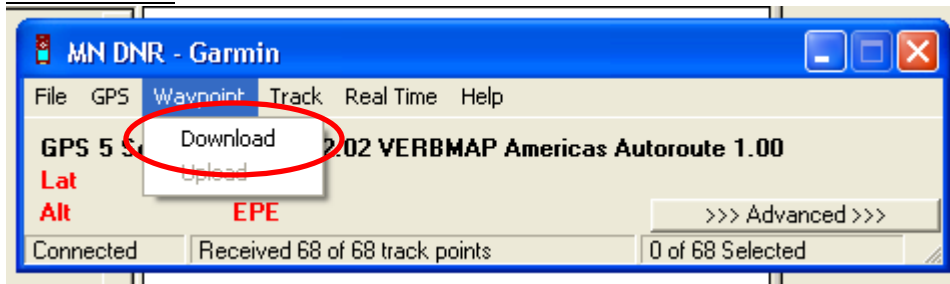 MN DNR - Garmin
File GPS Waypoint Track Real Time Help
Download
GPS 5 2.02 VERBMAP Americas Autoroute 1.00
Upload
Lat
Alt EPE >>> Advanced >>>
Connected Received 68 of 68 track points 0 of 68 Selected